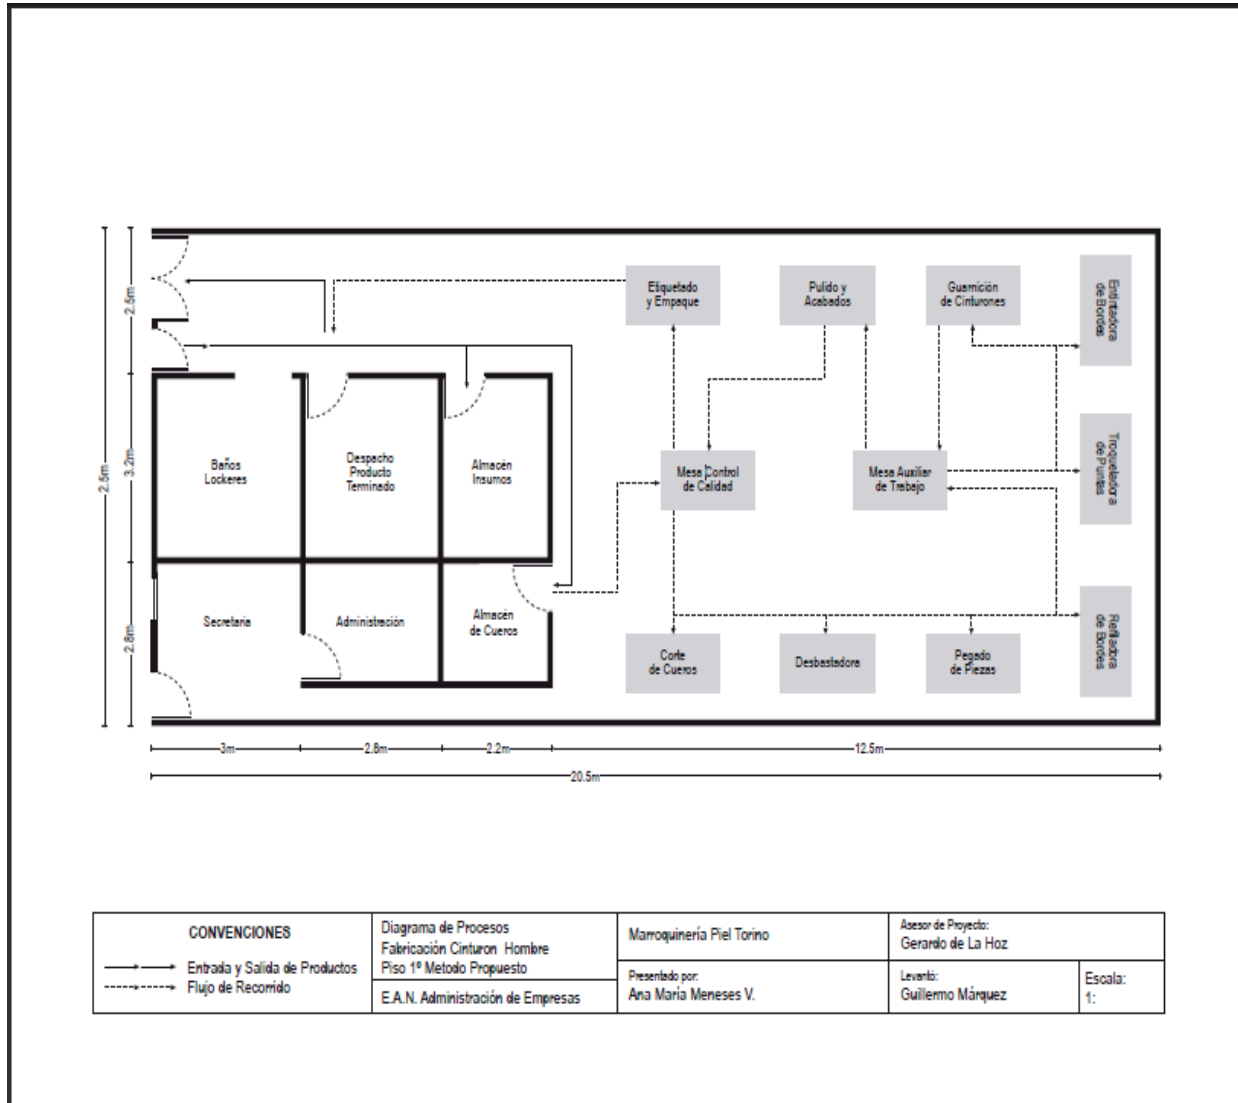 Etiquetado
y Empaque
Pulido y
Acabados
Guarnición
de Cinturones
Entintadora
de Bordes
2.5m
2.5m
3.2m
2.8m
Baños
Lockeres
Despacho
Producto
Terminado
Almacén
Insumos
Mesa Control
de Calidad
Mesa Auxiliar
de Trabajo
Troqueladora
de Puntas
Secretaria
Administración
Almacén
de Cueros
Corte
de Cueros
Desbastadora
Pegado
de Piezas
Refiladora
de Bordes
3m
2.8m
2.2m
12.5m
20.5m
CONVENCIONES
Entrada y Salida de Productos
Flujo de Recorrido
Diagrama de Procesos
Fabricación Cinturon Hombre
Piso 1º Metodo Propuesto
E.A.N. Administración de Empresas
Marroquinería Piel Torino
Presentado por:
Ana María Meneses V.
Asesor de Proyecto:
Gerardo de La Hoz
Levantó:
Guillermo Márquez
Escala:
1: